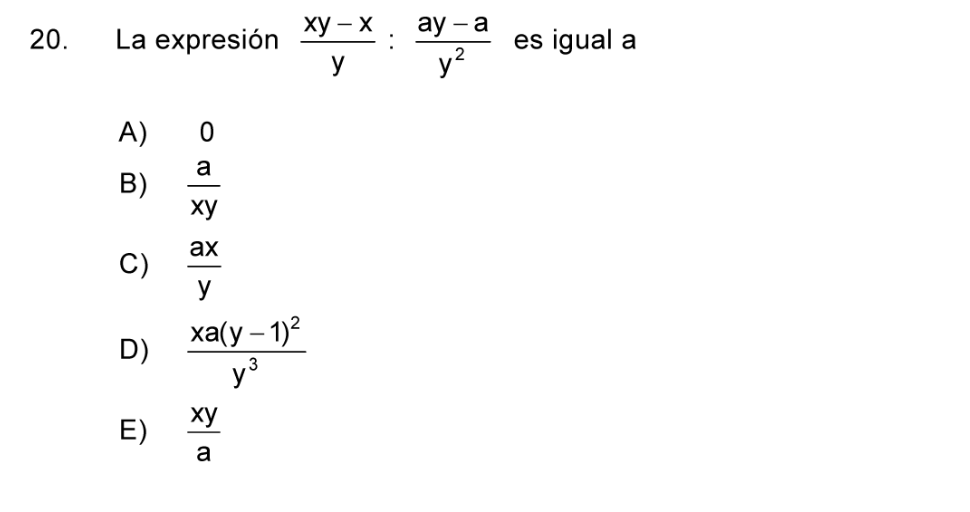 20. La expresión (xy – x)/y : (ay – a)/y² es igual a
A) 0
B) a/xy
C) ax/y
D) xa(y – 1)²/y³
E) xy/a